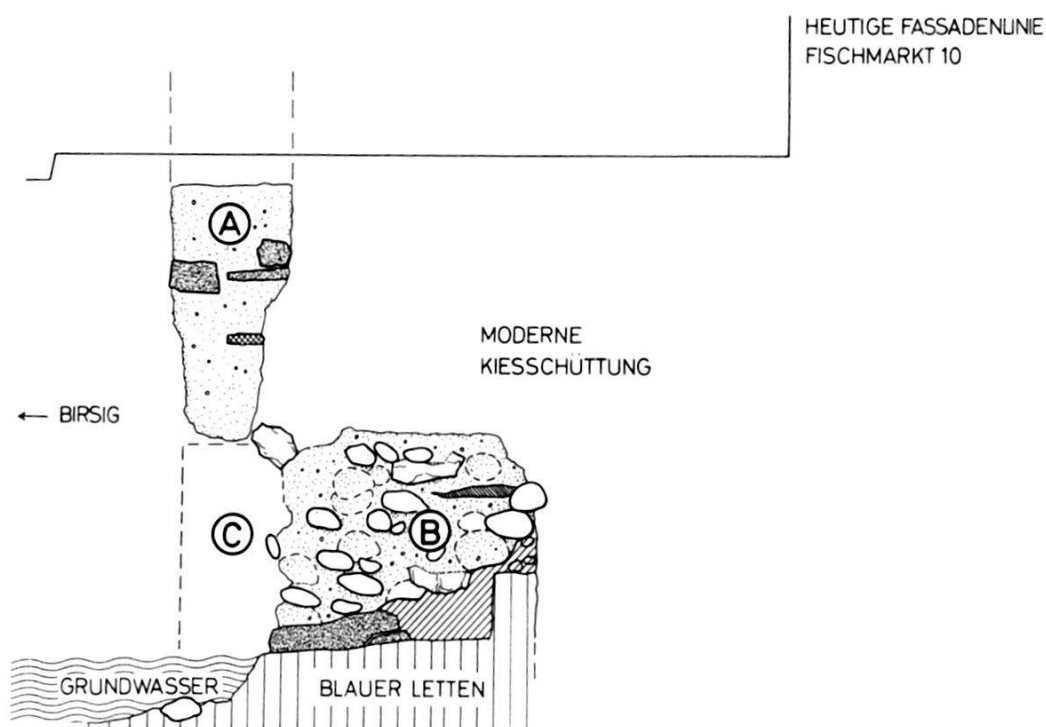 HEUTIGE FASSADENLINIE
FISCHMARKT 10
A
MODERNE
KIESSCHÜTTUNG
← BIRSIG
C
B
GRUNDWASSER
BLAUER LETTEN